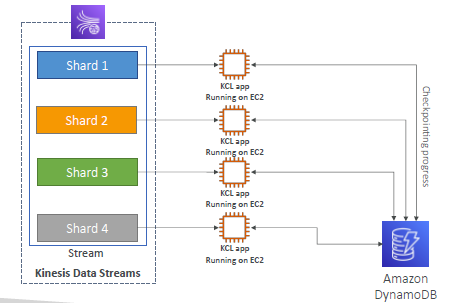 Shard 1
KCL app
Running on EC2
Shard 2
KCL app
Running on EC2
Shard 3
KCL app
Running on EC2
Shard 4
KCL app
Running on EC2
Checkpointing progress
Stream
Kinesis Data Streams
Amazon
DynamoDB